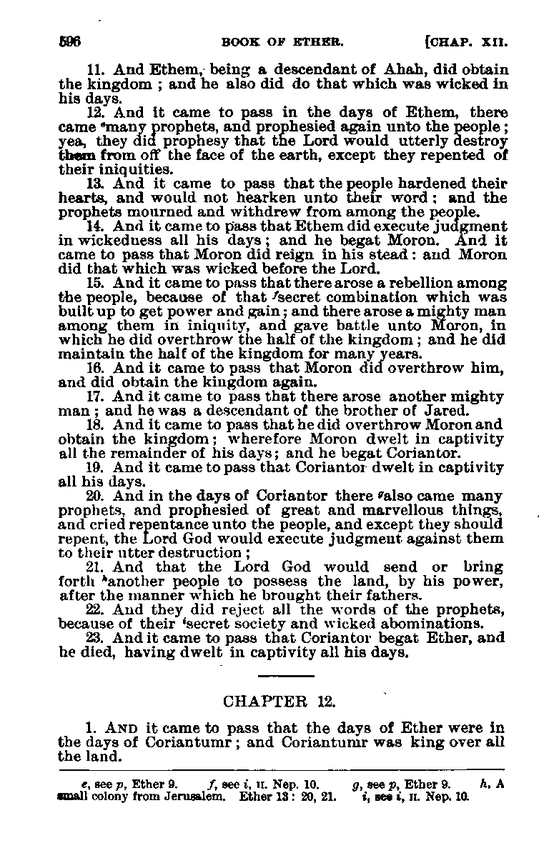 596 BOOK OF ETHER. [CHAP. XII.
11. And Ethem, being a descendant of Ahah, did obtain
the kingdom ; and he also did do that which was wicked in
his days.
12. And it came to pass in the days of Ethem, there
came ᵉmany prophets, and prophesied again unto the people ;
yea, they did prophesy that the Lord would utterly destroy
them from off the face of the earth, except they repented of
their iniquities.
13. And it came to pass that the people hardened their
hearts, and would not hearken unto their word ; and the
prophets mourned and withdrew from among the people.
14. And it came to pass that Ethem did execute judgment
in wickedness all his days ; and he begat Moron. And it
came to pass that Moron did reign in his stead : and Moron
did that which was wicked before the Lord.
15. And it came to pass that there arose a rebellion among
the people, because of that ᶠsecret combination which was
built up to get power and gain ; and there arose a mighty man
among them in iniquity, and gave battle unto Moron, in
which he did overthrow the half of the kingdom ; and he did
maintain the half of the kingdom for many years.
16. And it came to pass that Moron did overthrow him,
and did obtain the kingdom again.
17. And it came to pass that there arose another mighty
man ; and he was a descendant of the brother of Jared.
18. And it came to pass that he did overthrow Moron and
obtain the kingdom ; wherefore Moron dwelt in captivity
all the remainder of his days ; and he begat Coriantor.
19. And it came to pass that Coriantor dwelt in captivity
all his days.
20. And in the days of Coriantor there ᵍalso came many
prophets, and prophesied of great and marvellous things,
and cried repentance unto the people, and except they should
repent, the Lord God would execute judgment against them
to their utter destruction ;
21. And that the Lord God would send or bring
forth ʰanother people to possess the land, by his power,
after the manner which he brought their fathers.
22. And they did reject all the words of the prophets,
because of their ⁱsecret society and wicked abominations.
23. And it came to pass that Coriantor begat Ether, and
he died, having dwelt in captivity all his days.
CHAPTER 12.
1. AND it came to pass that the days of Ether were in
the days of Coriantumr ; and Coriantumr was king over all
the land.
e, see p, Ether 9. f, see i, II. Nep. 10. g, see p, Ether 9. h, A
small colony from Jerusalem. Ether 13 : 20, 21. i, see i, II. Nep. 10.